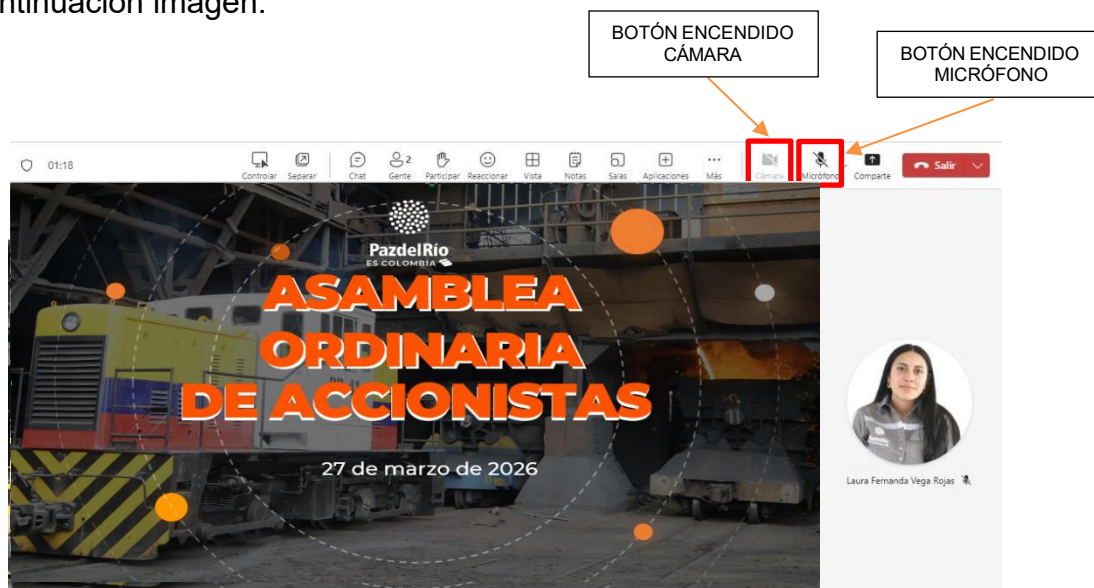 ntinuación imagen.
BOTÓN ENCENDIDO
CÁMARA
BOTÓN ENCENDIDO
MICRÓFONO
01:18
Controlar Separar Chat Gente 2 Participar Reaccionar Vista Notas Salas Aplicaciones Más Cámara Micrófono Comparte Salir
PazdelRío
ES COLOMBIA
ASAMBLEA
ORDINARIA
DE ACCIONISTAS
27 de marzo de 2026
Laura Fernanda Vega Rojas